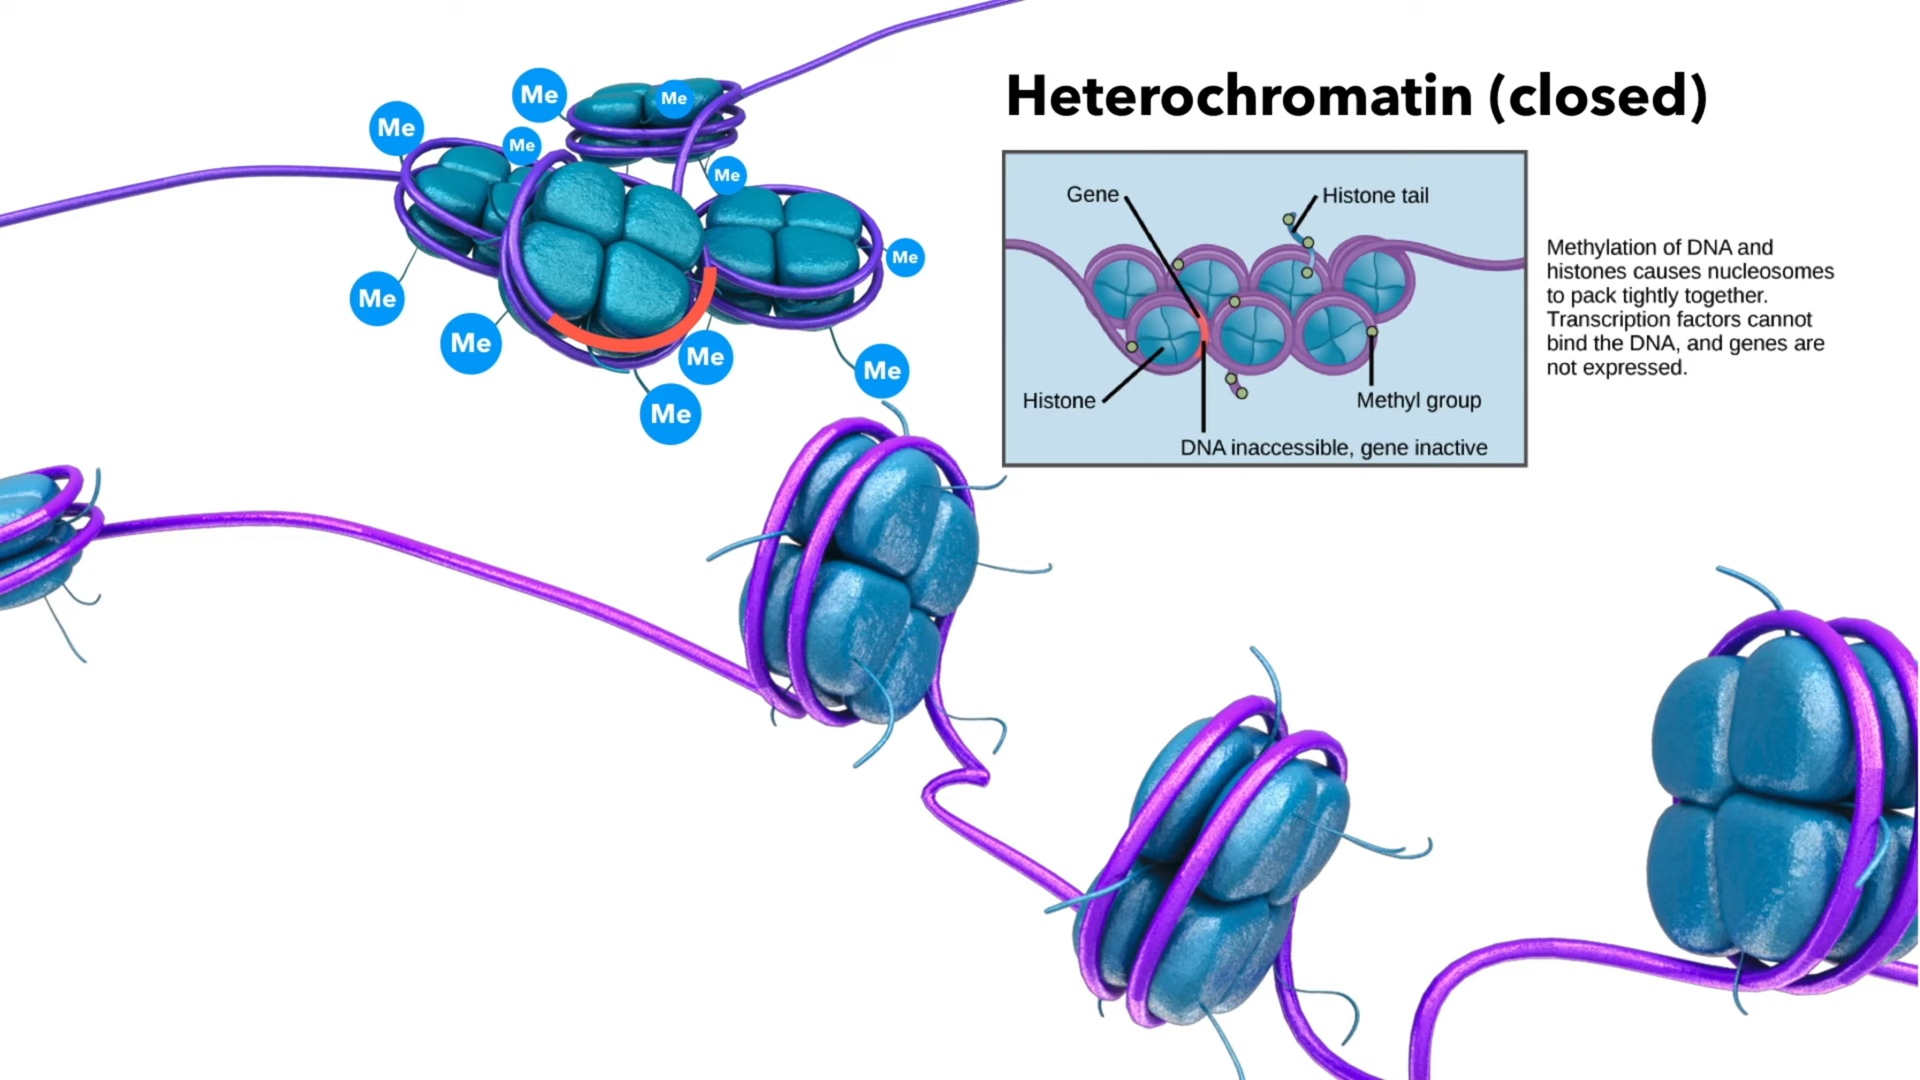 Heterochromatin (closed)
Me
Me
Me
Me
Me
Me
Me
Me
Me
Me
Me
Gene
Histone tail
Histone
Methyl group
DNA inaccessible, gene inactive
Methylation of DNA and
histones causes nucleosomes
to pack tightly together.
Transcription factors cannot
bind the DNA, and genes are
not expressed.